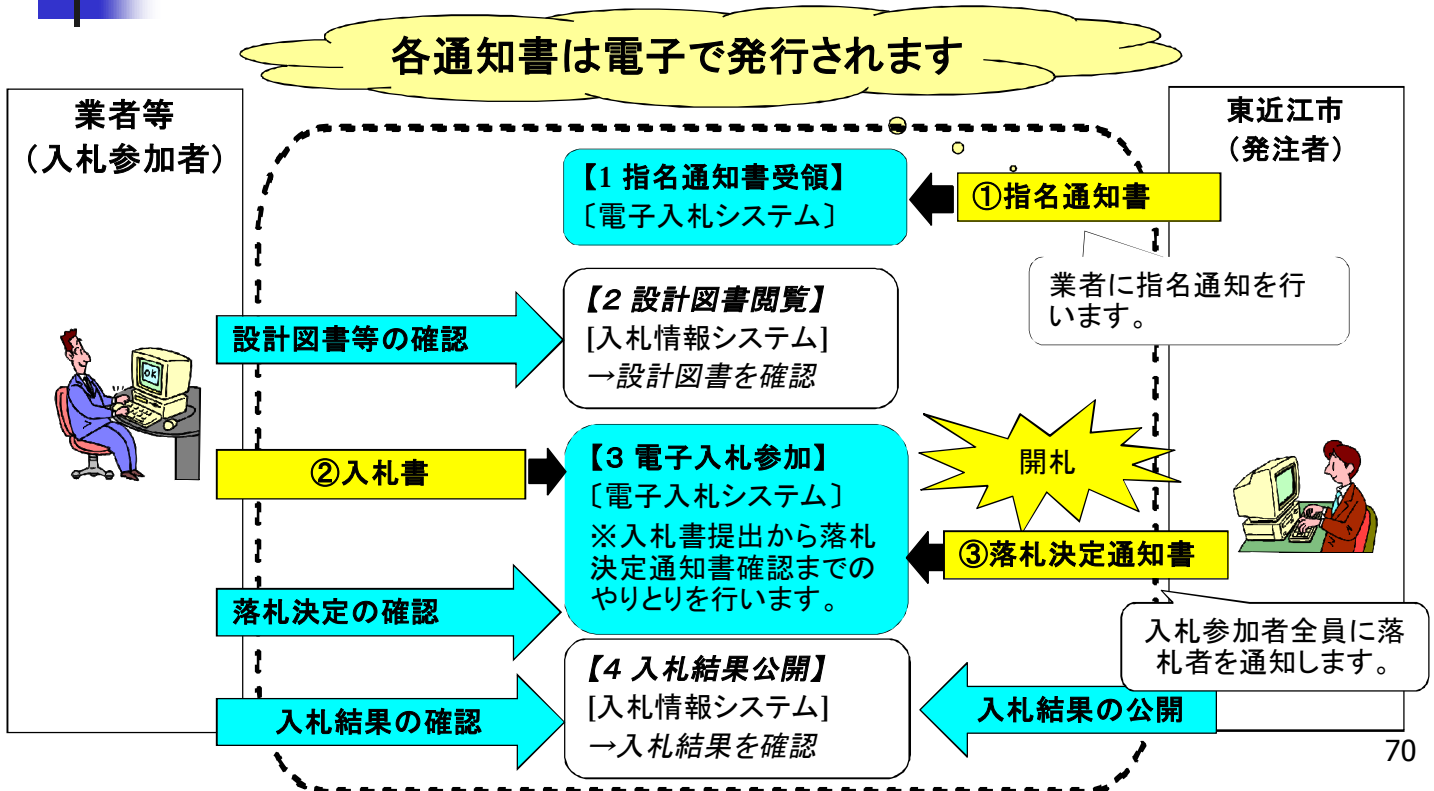 各通知書は電子で発行されます
業者等
（入札参加者）
東近江市
（発注者）
【1 指名通知書受領】
〔電子入札システム〕
①指名通知書
業者に指名通知を行
います。
設計図書等の確認
【2 設計図書閲覧】
[入札情報システム]
→設計図書を確認
OK
②入札書
【3 電子入札参加】
〔電子入札システム〕
※入札書提出から落札
決定通知書確認までの
やりとりを行います。
開札
③落札決定通知書
落札決定の確認
入札参加者全員に落
札者を通知します。
【4 入札結果公開】
[入札情報システム]
→入札結果を確認
入札結果の確認
入札結果の公開
70